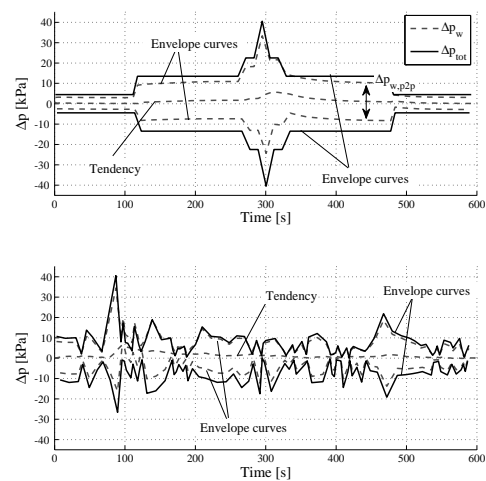 40
30
20
10
0
-10
-20
-30
-40
Δp [kPa]
Envelope curves
Δp_w
Δp_tot
Δp_w,p2p
Tendency
Envelope curves
0 100 200 300 400 500 600
Time [s]
40
30
20
10
0
-10
-20
-30
-40
Δp [kPa]
Tendency
Envelope curves
Envelope curves
0 100 200 300 400 500 600
Time [s]